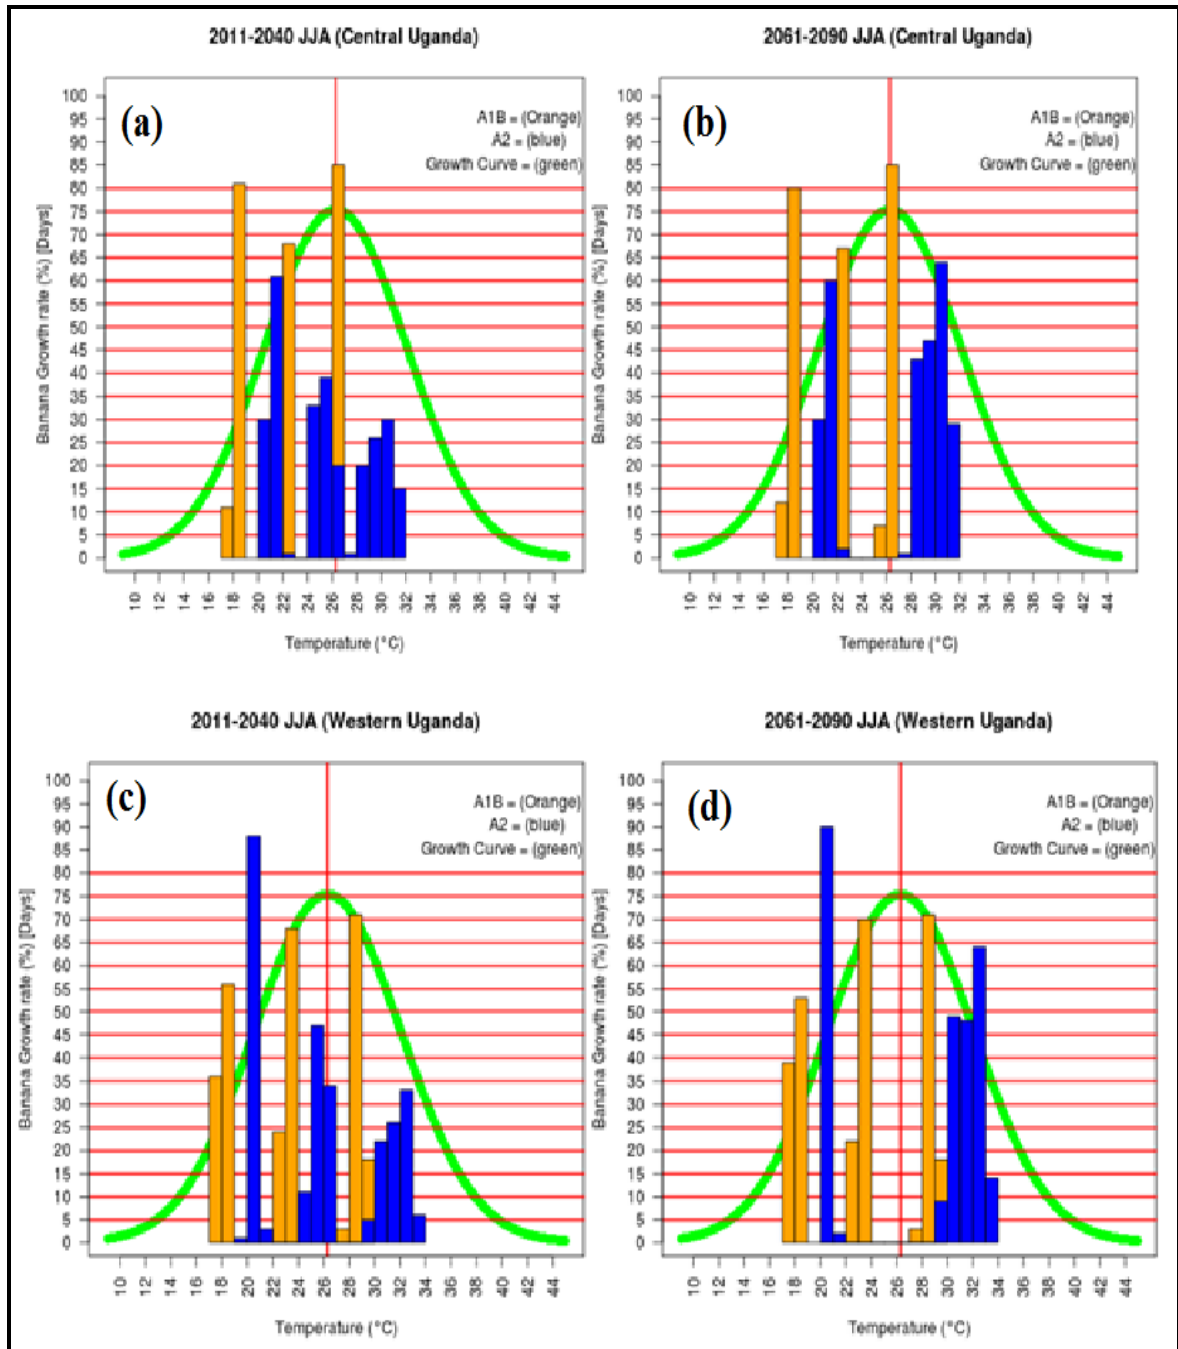 2011-2040 JJA (Central Uganda)
(a)
A1B = (Orange)
A2 = (blue)
Growth Curve = (green)
Banana Growth rate (%) [Days]
100
95
90
85
80
75
70
65
60
55
50
45
40
35
30
25
20
15
10
5
0
10 12 14 16 18 20 22 24 26 28 30 32 34 36 38 40 42 44
Temperature (°C)
2061-2090 JJA (Central Uganda)
(b)
A1B = (Orange)
A2 = (blue)
Growth Curve = (green)
Banana Growth rate (%) [Days]
100
95
90
85
80
75
70
65
60
55
50
45
40
35
30
25
20
15
10
5
0
10 12 14 16 18 20 22 24 26 28 30 32 34 36 38 40 42 44
Temperature (°C)
2011-2040 JJA (Western Uganda)
(c)
A1B = (Orange)
A2 = (blue)
Growth Curve = (green)
Banana Growth rate (%) [Days]
100
95
90
85
80
75
70
65
60
55
50
45
40
35
30
25
20
15
10
5
0
10 12 14 16 18 20 22 24 26 28 30 32 34 36 38 40 42 44
Temperature (°C)
2061-2090 JJA (Western Uganda)
(d)
A1B = (Orange)
A2 = (blue)
Growth Curve = (green)
Banana Growth rate (%) [Days]
100
95
90
85
80
75
70
65
60
55
50
45
40
35
30
25
20
15
10
5
0
10 12 14 16 18 20 22 24 26 28 30 32 34 36 38 40 42 44
Temperature (°C)